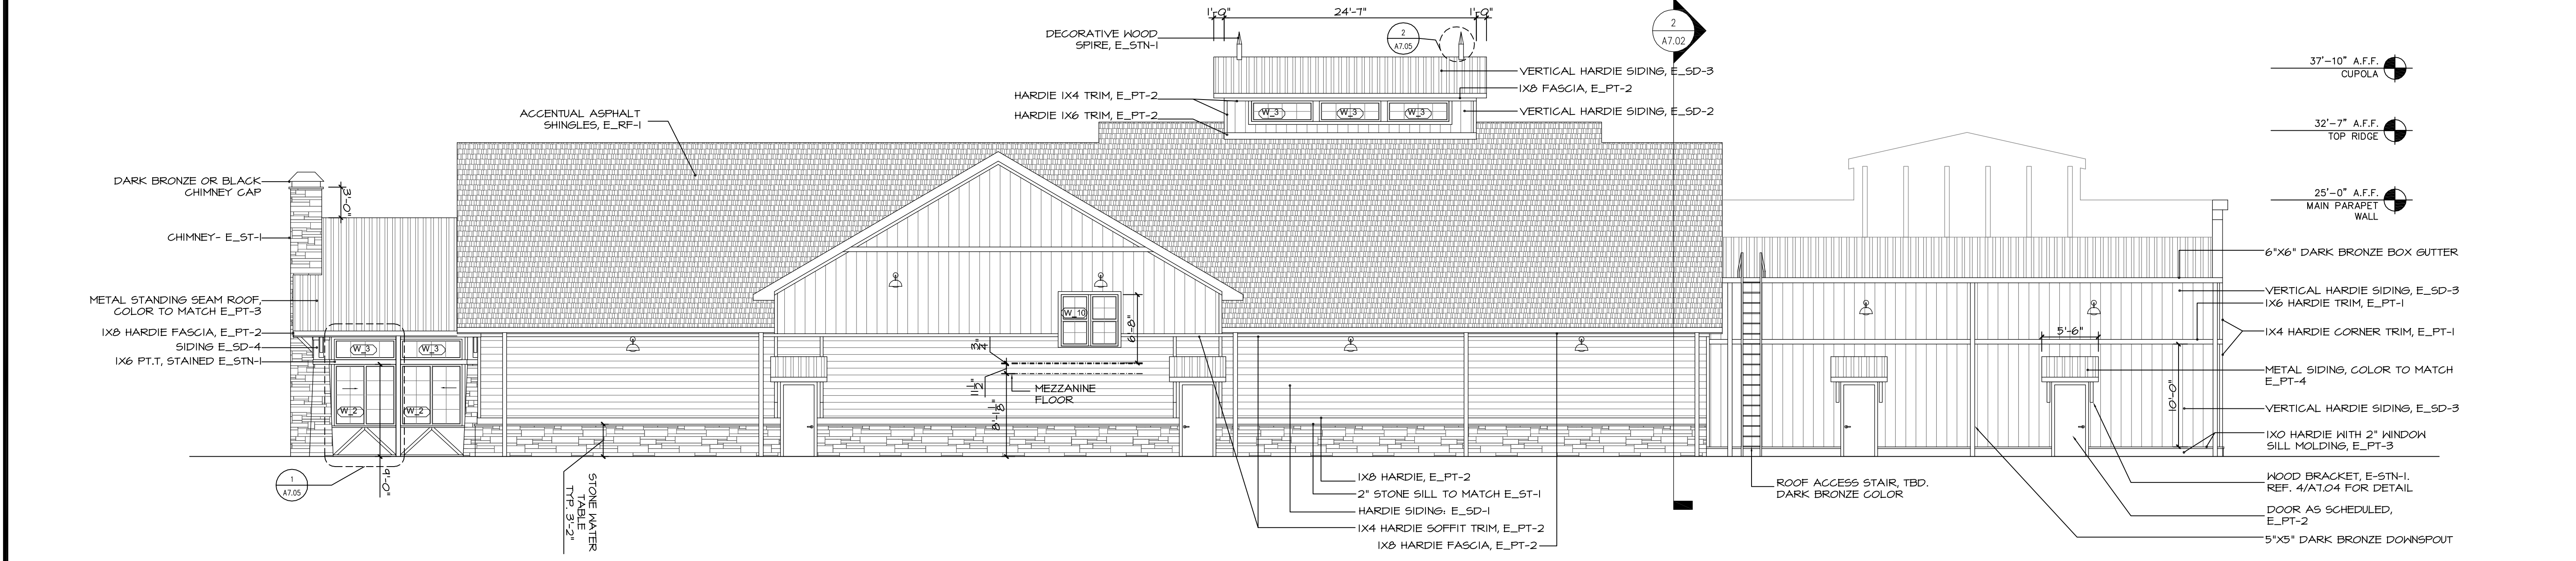 1'-0"
24'-7"
1'-0"
DECORATIVE WOOD
SPIRE, E_STN-1
2
A7.05
2
A7.02
37'-10" A.F.F.
CUPOLA
VERTICAL HARDIE SIDING, E_SD-3
1X8 FASCIA, E_PT-2
HARDIE 1X4 TRIM, E_PT-2
HARDIE 1X6 TRIM, E_PT-2
W_3
W_3
W_3
VERTICAL HARDIE SIDING, E_SD-2
ACCENTUAL ASPHALT
SHINGLES, E_RF-1
32'-7" A.F.F.
TOP RIDGE
DARK BRONZE OR BLACK
CHIMNEY CAP
3'-0"
25'-0" A.F.F.
MAIN PARAPET
WALL
CHIMNEY- E_ST-1
6"X6" DARK BRONZE BOX GUTTER
METAL STANDING SEAM ROOF,
COLOR TO MATCH E_PT-3
VERTICAL HARDIE SIDING, E_SD-3
1X6 HARDIE TRIM, E_PT-1
W_10
6'-8"
1X8 HARDIE FASCIA, E_PT-2
SIDING E_SD-4
1X6 PT.T, STAINED E_STN-1
5'-6"
1X4 HARDIE CORNER TRIM, E_PT-1
W_3
W_3
3/4"
11 1/2"
MEZZANINE
FLOOR
8'-1 1/8"
METAL SIDING, COLOR TO MATCH
E_PT-4
W_2
W_2
10'-0"
VERTICAL HARDIE SIDING, E_SD-3
1X0 HARDIE WITH 2" WINDOW
SILL MOLDING, E_PT-3
1
A7.05
9'-0"
STONE WATER
TABLE
TYP. 3'-2"
1X8 HARDIE, E_PT-2
2" STONE SILL TO MATCH E_ST-1
HARDIE SIDING: E_SD-1
1X4 HARDIE SOFFIT TRIM, E_PT-2
1X8 HARDIE FASCIA, E_PT-2
ROOF ACCESS STAIR, TBD.
DARK BRONZE COLOR
WOOD BRACKET, E-STN-1.
REF. 4/A7.04 FOR DETAIL
DOOR AS SCHEDULED,
E_PT-2
5"X5" DARK BRONZE DOWNSPOUT